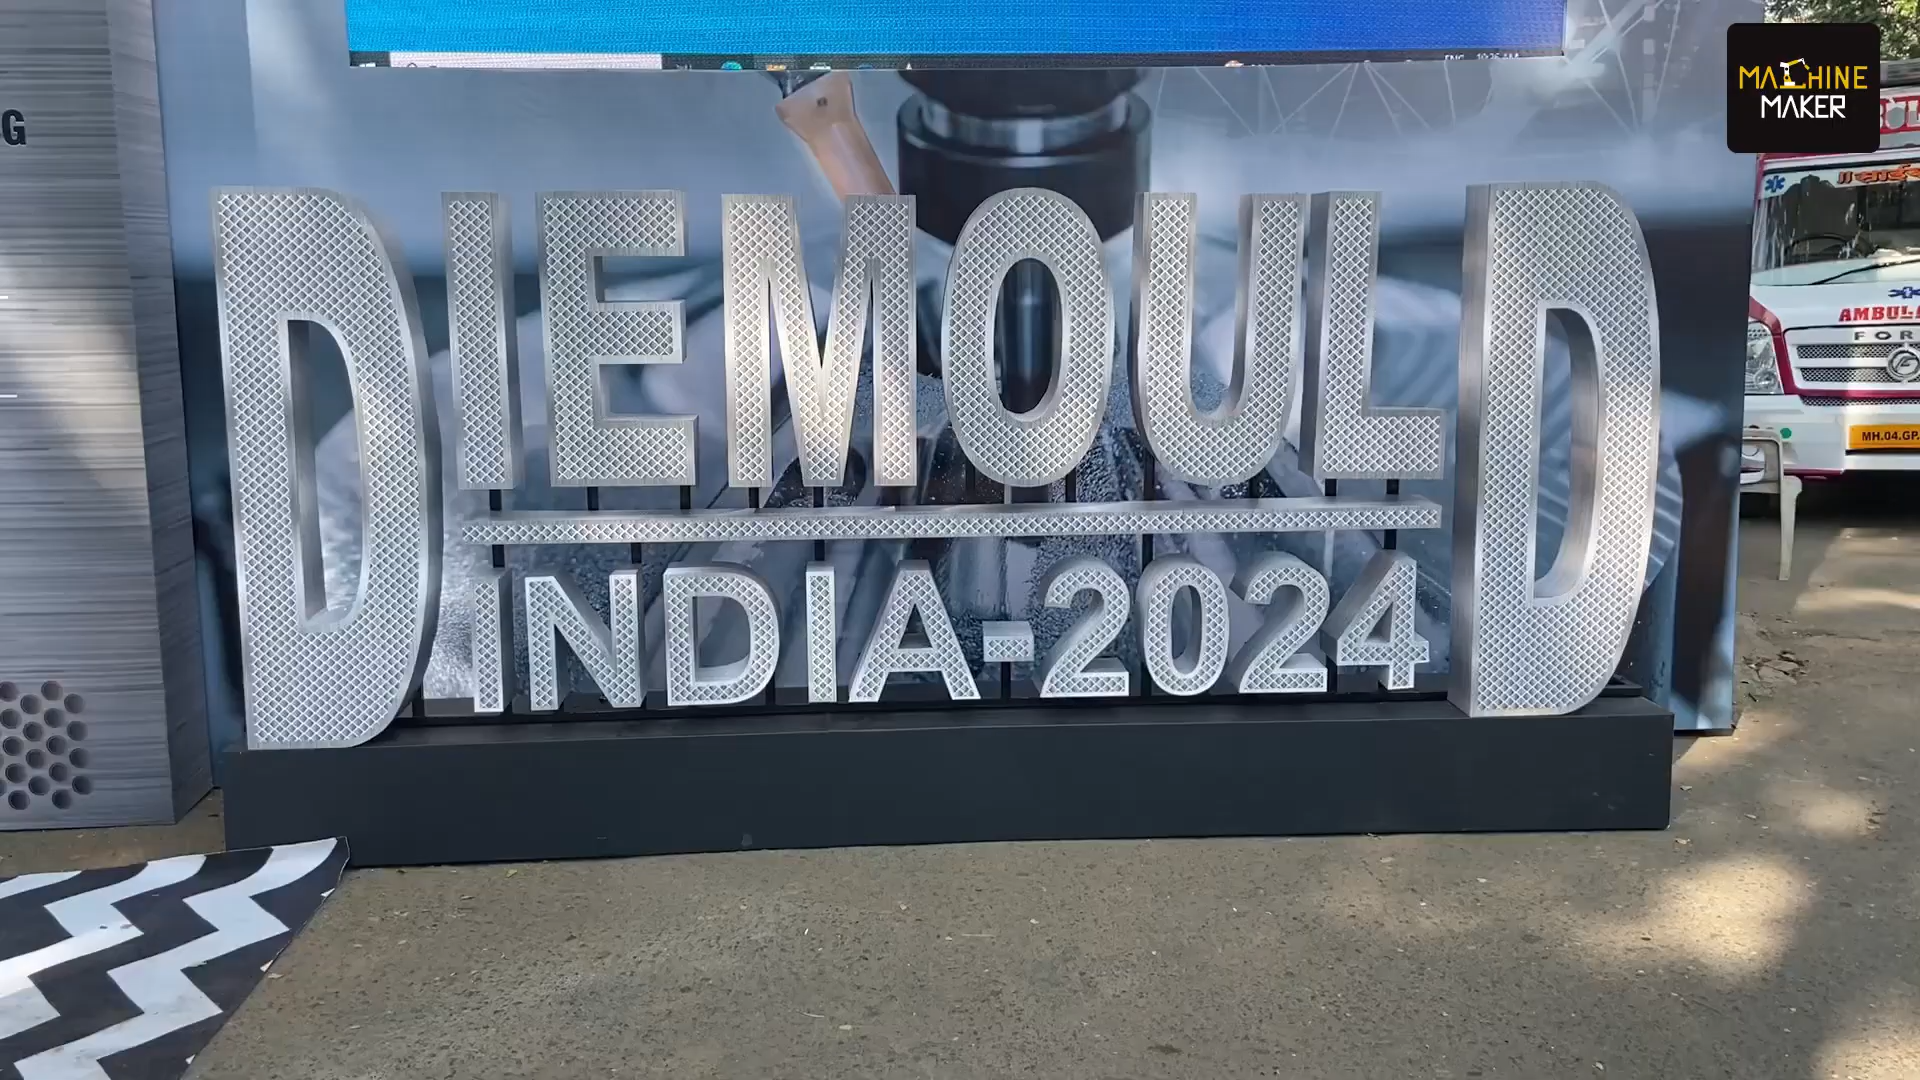 MACHINE
MAKER
G
DIEMOULD
INDIA-2024
AMBUL
FOR
MH.04.GP.